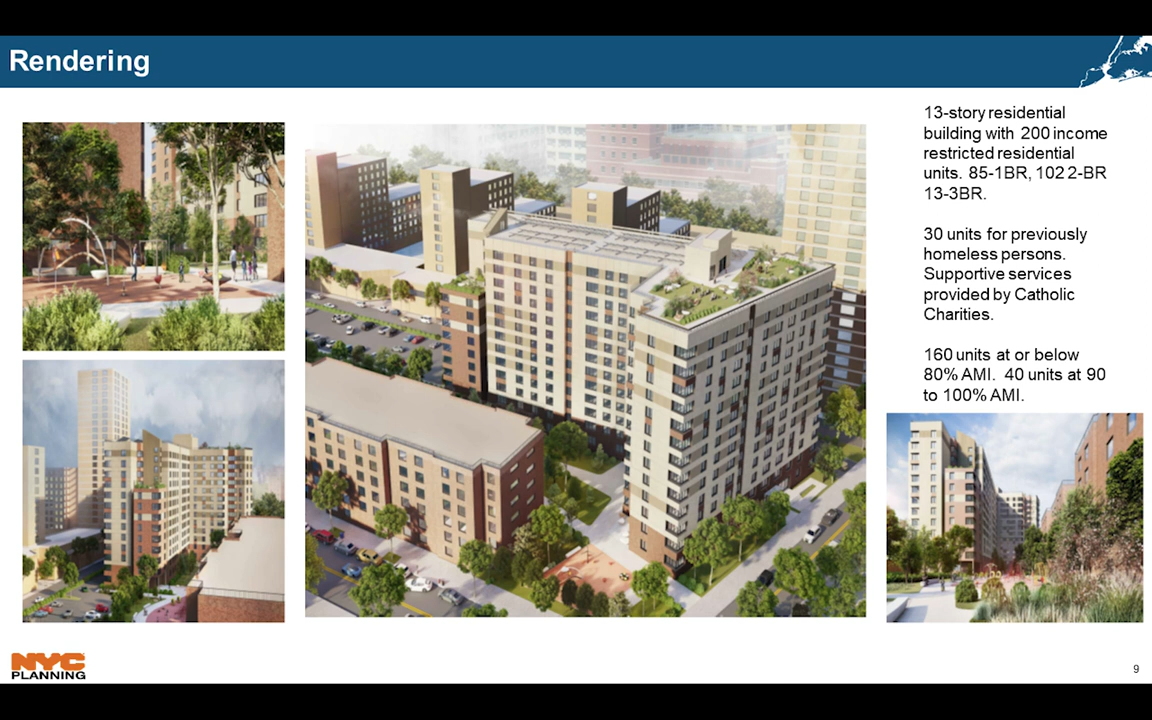 Rendering
13-story residential
building with 200 income
restricted residential
units. 85-1BR, 102 2-BR
13-3BR.
30 units for previously
homeless persons.
Supportive services
provided by Catholic
Charities.
160 units at or below
80% AMI. 40 units at 90
to 100% AMI.
NYC
PLANNING
9